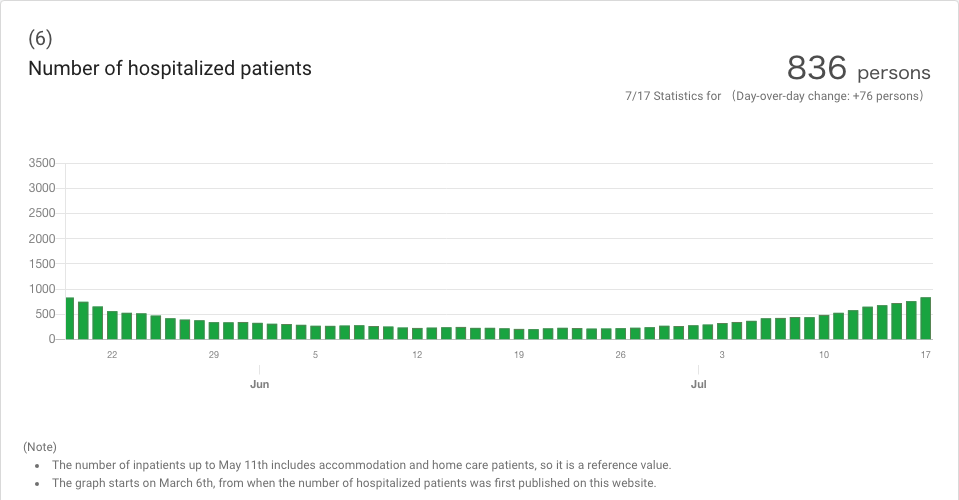 (6)
Number of hospitalized patients
836 persons
7/17 Statistics for （Day-over-day change: +76 persons）
3500
3000
2500
2000
1500
1000
500
0
22 29 5 12 19 26 3 10 17
Jun Jul
(Note)
• The number of inpatients up to May 11th includes accommodation and home care patients, so it is a reference value.
• The graph starts on March 6th, from when the number of hospitalized patients was first published on this website.